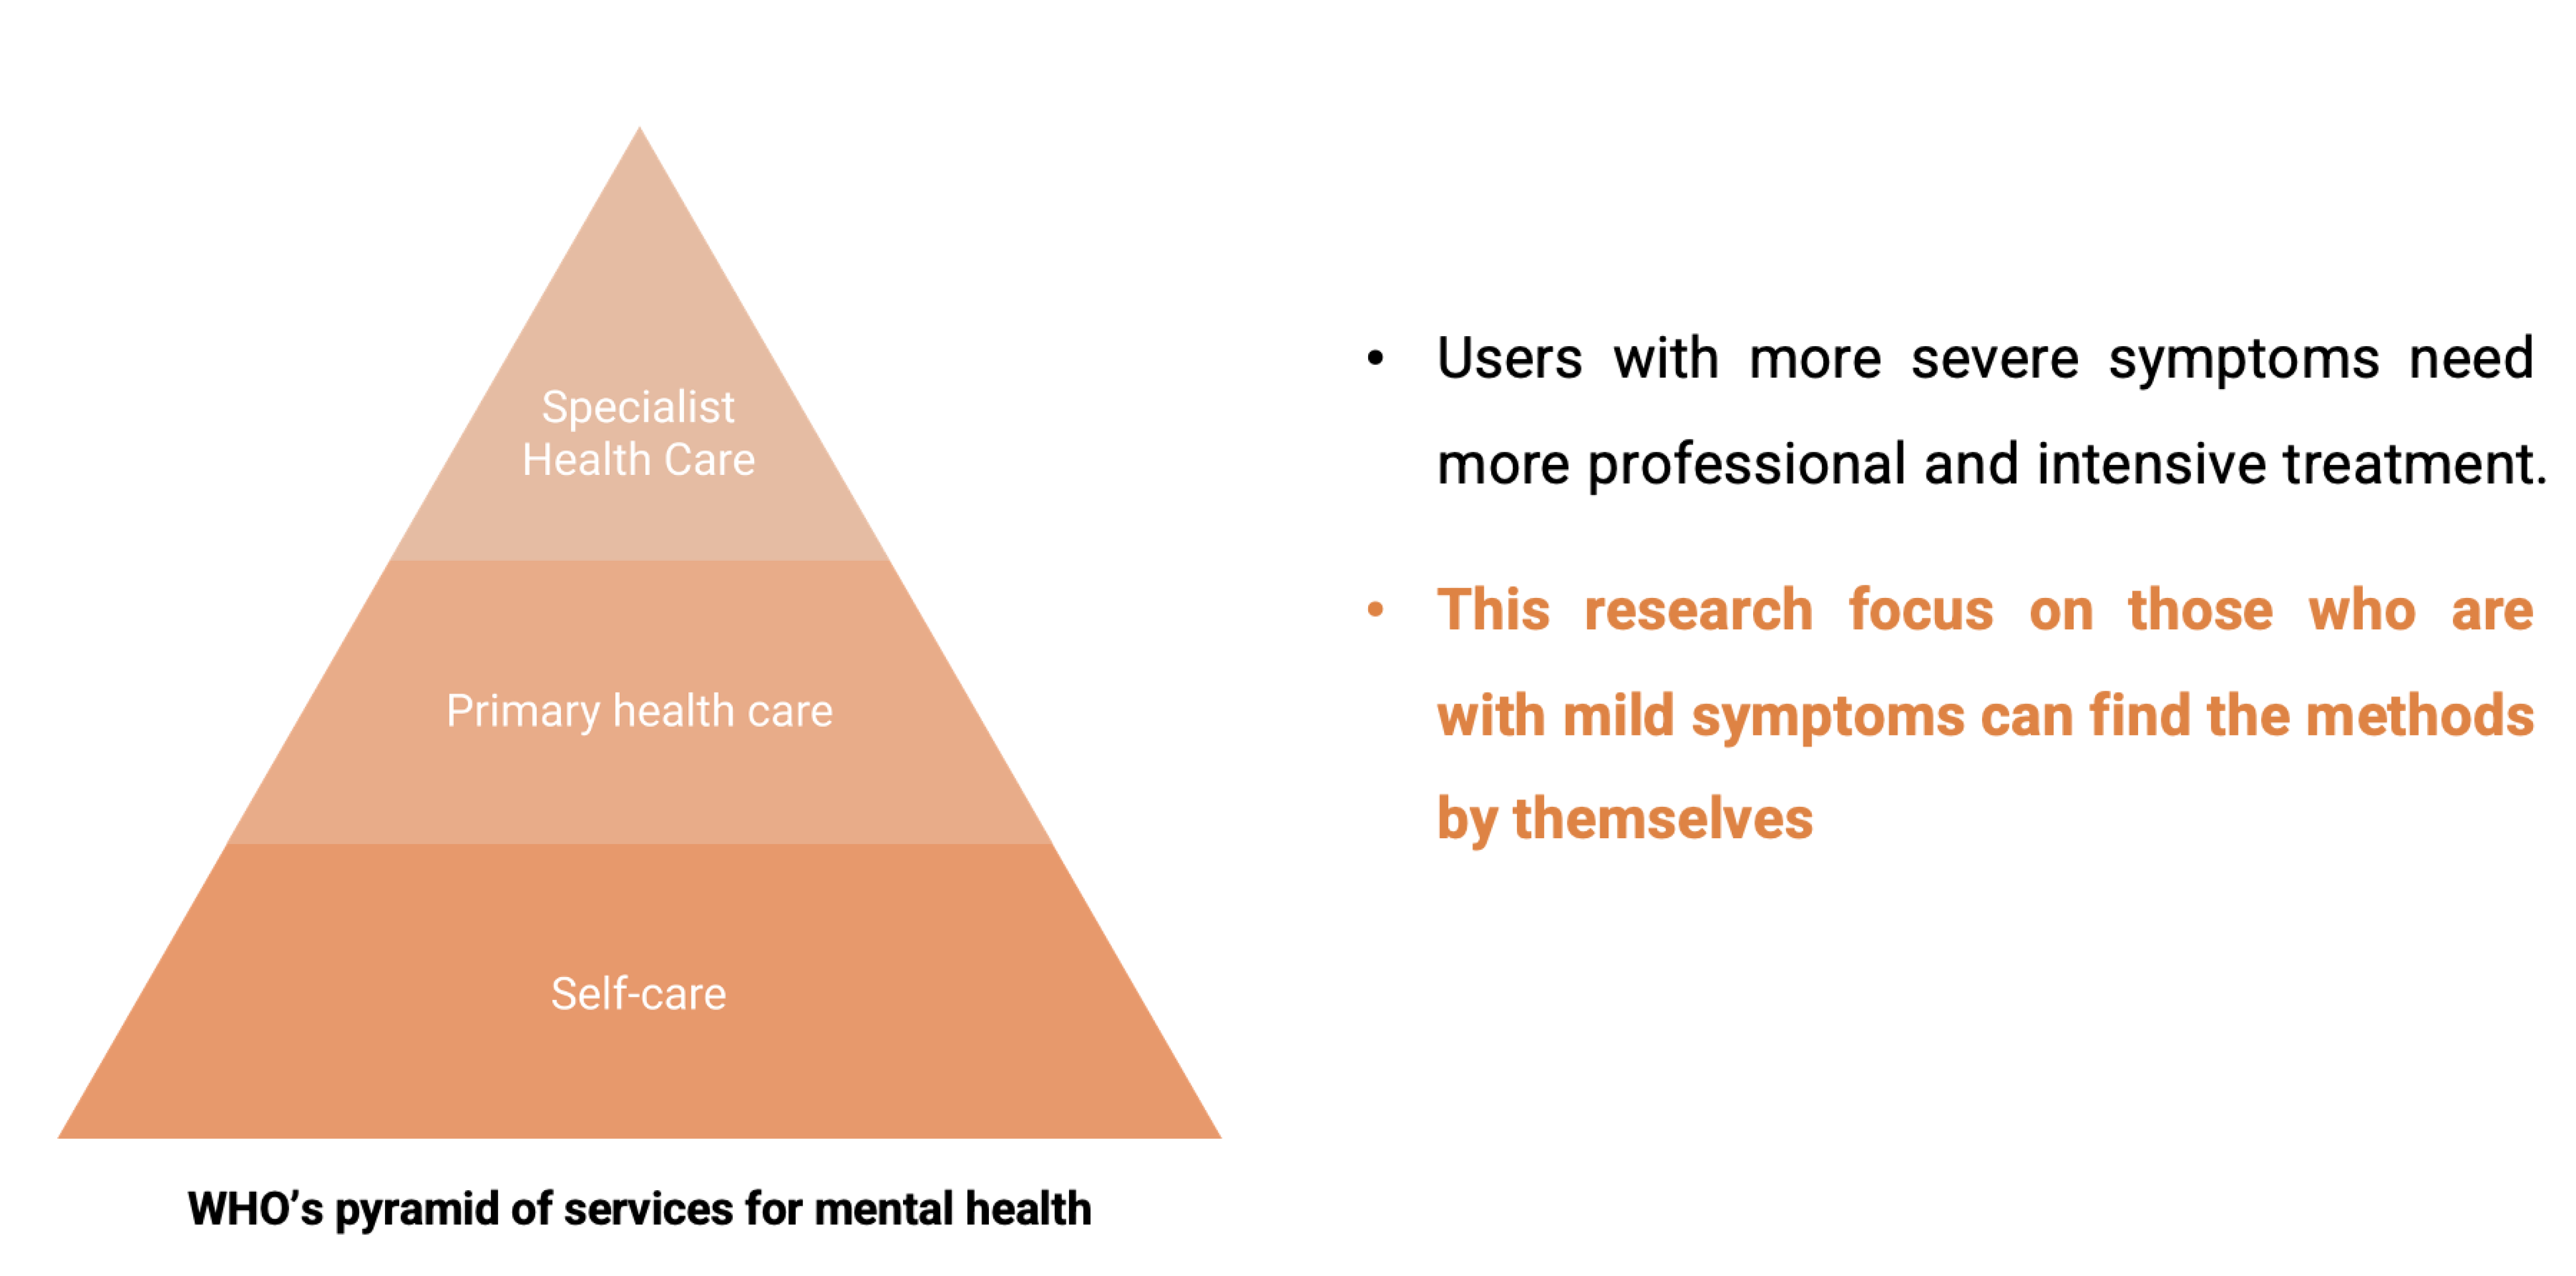 Specialist
Health Care
Primary health care
Self-care
WHO’s pyramid of services for mental health
• Users with more severe symptoms need
more professional and intensive treatment.
• This research focus on those who are
with mild symptoms can find the methods
by themselves